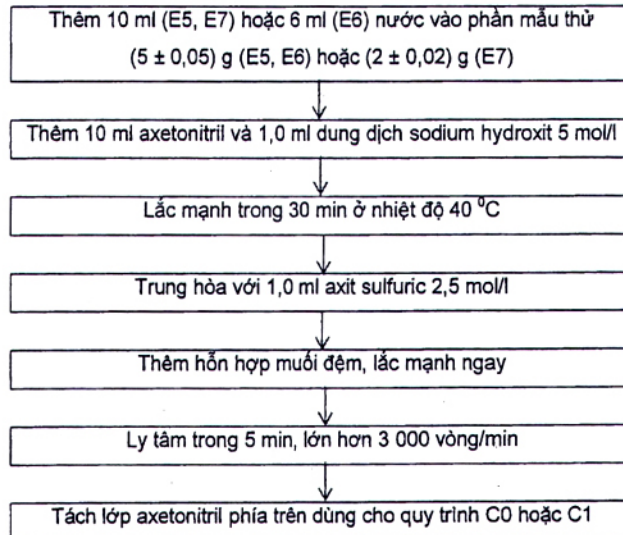 Thêm 10 ml (E5, E7) hoặc 6 ml (E6) nước vào phần mẫu thử
(5 ± 0,05) g (E5, E6) hoặc (2 ± 0,02) g (E7)
Thêm 10 ml axetonitril và 1,0 ml dung dịch sodium hydroxit 5 mol/l
Lắc mạnh trong 30 min ở nhiệt độ 40 ⁰C
Trung hòa với 1,0 ml axit sulfuric 2,5 mol/l
Thêm hỗn hợp muối đệm, lắc mạnh ngay
Ly tâm trong 5 min, lớn hơn 3 000 vòng/min
Tách lớp axetonitril phía trên dùng cho quy trình C0 hoặc C1